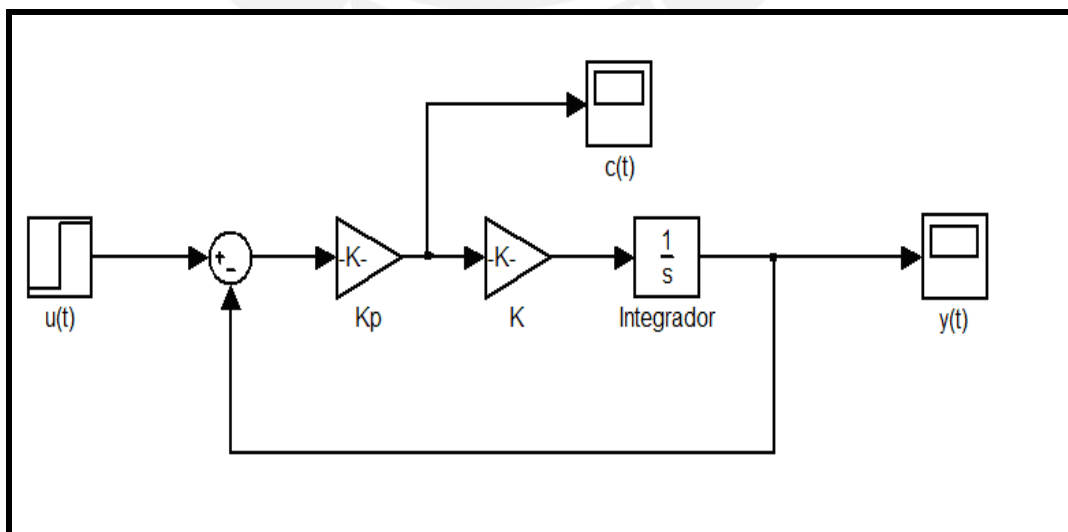 c(t)
u(t)
+
-
-K-
Kp
-K-
K
1
s
Integrador
y(t)